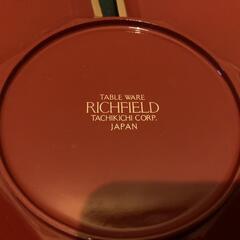 TABLE WARE
RICHFIELD
TACHIKICHI CORP.
JAPAN